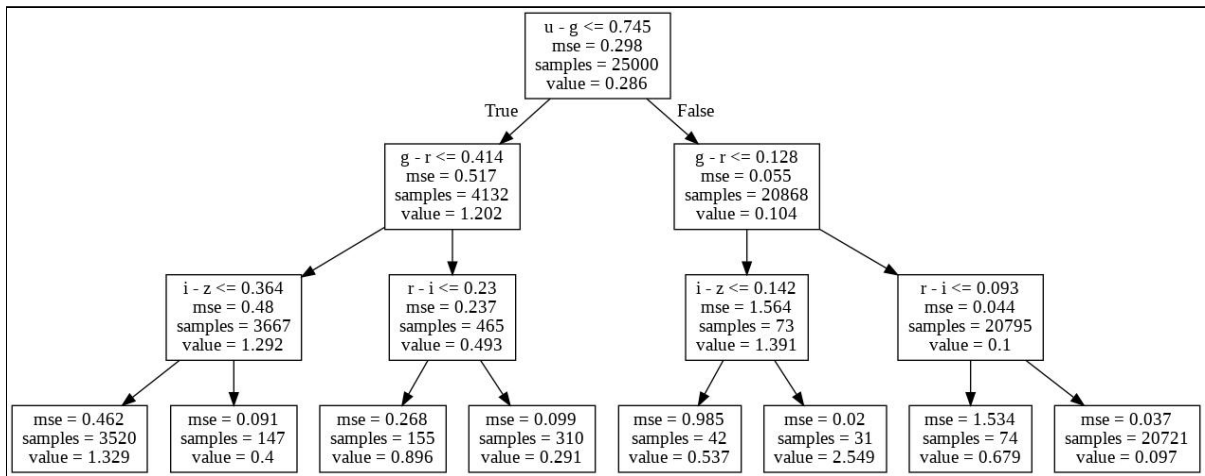 u - g <= 0.745
mse = 0.298
samples = 25000
value = 0.286
True
False
g - r <= 0.414
mse = 0.517
samples = 4132
value = 1.202
g - r <= 0.128
mse = 0.055
samples = 20868
value = 0.104
i - z <= 0.364
mse = 0.48
samples = 3667
value = 1.292
r - i <= 0.23
mse = 0.237
samples = 465
value = 0.493
i - z <= 0.142
mse = 1.564
samples = 73
value = 1.391
r - i <= 0.093
mse = 0.044
samples = 20795
value = 0.1
mse = 0.462
samples = 3520
value = 1.329
mse = 0.091
samples = 147
value = 0.4
mse = 0.268
samples = 155
value = 0.896
mse = 0.099
samples = 310
value = 0.291
mse = 0.985
samples = 42
value = 0.537
mse = 0.02
samples = 31
value = 2.549
mse = 1.534
samples = 74
value = 0.679
mse = 0.037
samples = 20721
value = 0.097